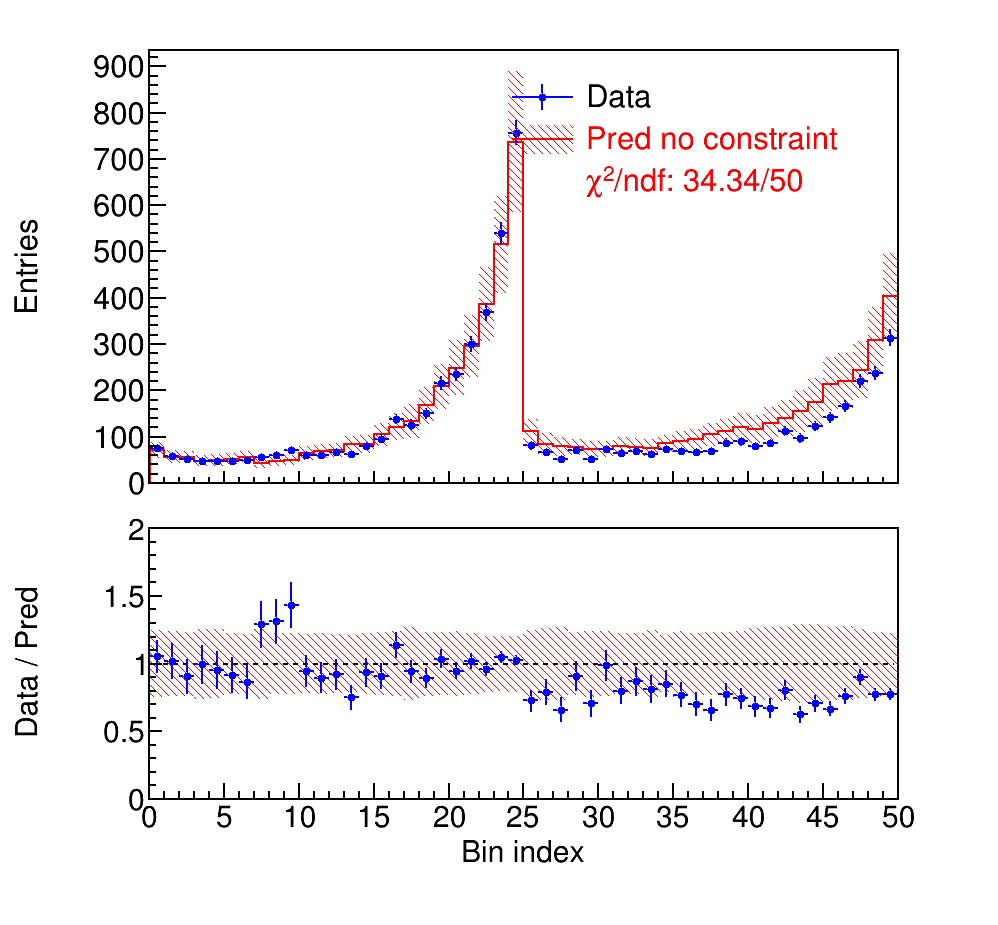 Entries
900
800
700
600
500
400
300
200
100
0
Data
Pred no constraint
χ²/ndf: 34.34/50
Data / Pred
2
1.5
1
0.5
0
0 5 10 15 20 25 30 35 40 45 50
Bin index